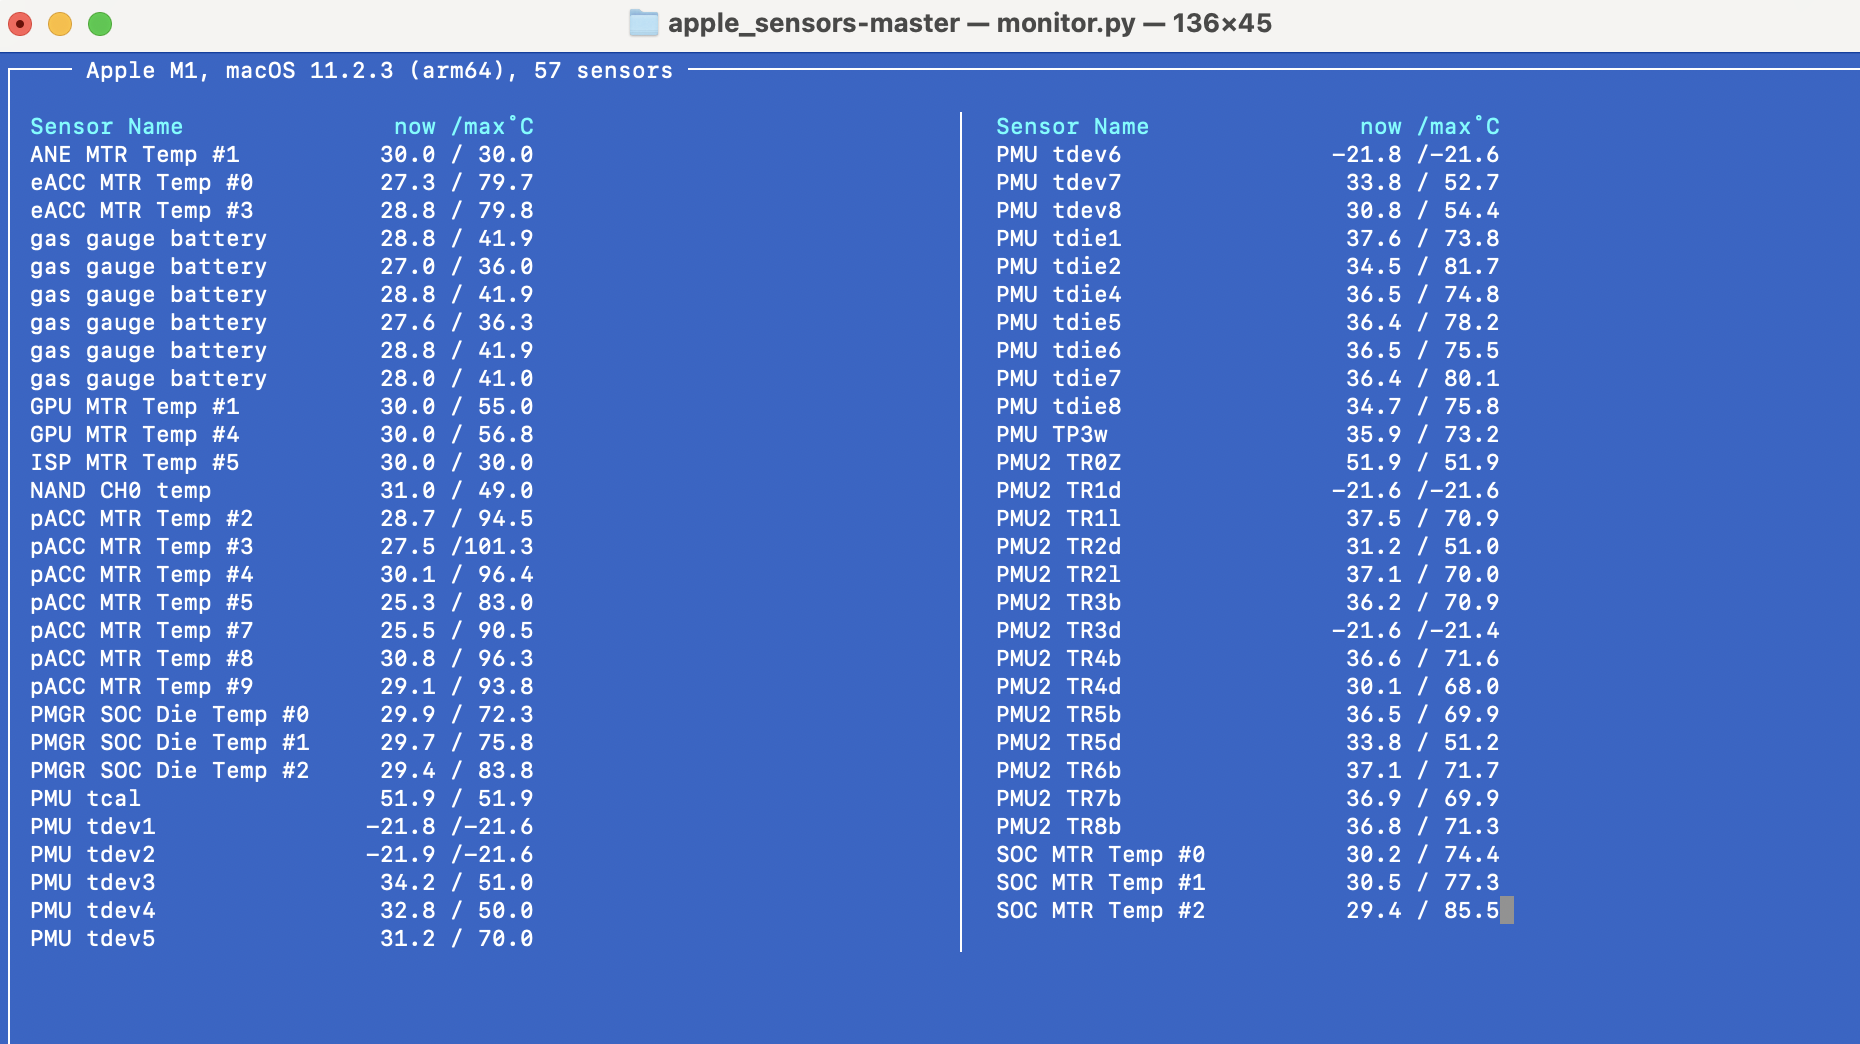 apple_sensors-master — monitor.py — 136×45
Apple M1, macOS 11.2.3 (arm64), 57 sensors
Sensor Name now /max°C
ANE MTR Temp #1 30.0 / 30.0
eACC MTR Temp #0 27.3 / 79.7
eACC MTR Temp #3 28.8 / 79.8
gas gauge battery 28.8 / 41.9
gas gauge battery 27.0 / 36.0
gas gauge battery 28.8 / 41.9
gas gauge battery 27.6 / 36.3
gas gauge battery 28.8 / 41.9
gas gauge battery 28.0 / 41.0
GPU MTR Temp #1 30.0 / 55.0
GPU MTR Temp #4 30.0 / 56.8
ISP MTR Temp #5 30.0 / 30.0
NAND CH0 temp 31.0 / 49.0
pACC MTR Temp #2 28.7 / 94.5
pACC MTR Temp #3 27.5 /101.3
pACC MTR Temp #4 30.1 / 96.4
pACC MTR Temp #5 25.3 / 83.0
pACC MTR Temp #7 25.5 / 90.5
pACC MTR Temp #8 30.8 / 96.3
pACC MTR Temp #9 29.1 / 93.8
PMGR SOC Die Temp #0 29.9 / 72.3
PMGR SOC Die Temp #1 29.7 / 75.8
PMGR SOC Die Temp #2 29.4 / 83.8
PMU tcal 51.9 / 51.9
PMU tdev1 -21.8 /-21.6
PMU tdev2 -21.9 /-21.6
PMU tdev3 34.2 / 51.0
PMU tdev4 32.8 / 50.0
PMU tdev5 31.2 / 70.0
Sensor Name now /max°C
PMU tdev6 -21.8 /-21.6
PMU tdev7 33.8 / 52.7
PMU tdev8 30.8 / 54.4
PMU tdie1 37.6 / 73.8
PMU tdie2 34.5 / 81.7
PMU tdie4 36.5 / 74.8
PMU tdie5 36.4 / 78.2
PMU tdie6 36.5 / 75.5
PMU tdie7 36.4 / 80.1
PMU tdie8 34.7 / 75.8
PMU TP3w 35.9 / 73.2
PMU2 TR0Z 51.9 / 51.9
PMU2 TR1d -21.6 /-21.6
PMU2 TR1l 37.5 / 70.9
PMU2 TR2d 31.2 / 51.0
PMU2 TR2l 37.1 / 70.0
PMU2 TR3b 36.2 / 70.9
PMU2 TR3d -21.6 /-21.4
PMU2 TR4b 36.6 / 71.6
PMU2 TR4d 30.1 / 68.0
PMU2 TR5b 36.5 / 69.9
PMU2 TR5d 33.8 / 51.2
PMU2 TR6b 37.1 / 71.7
PMU2 TR7b 36.9 / 69.9
PMU2 TR8b 36.8 / 71.3
SOC MTR Temp #0 30.2 / 74.4
SOC MTR Temp #1 30.5 / 77.3
SOC MTR Temp #2 29.4 / 85.5